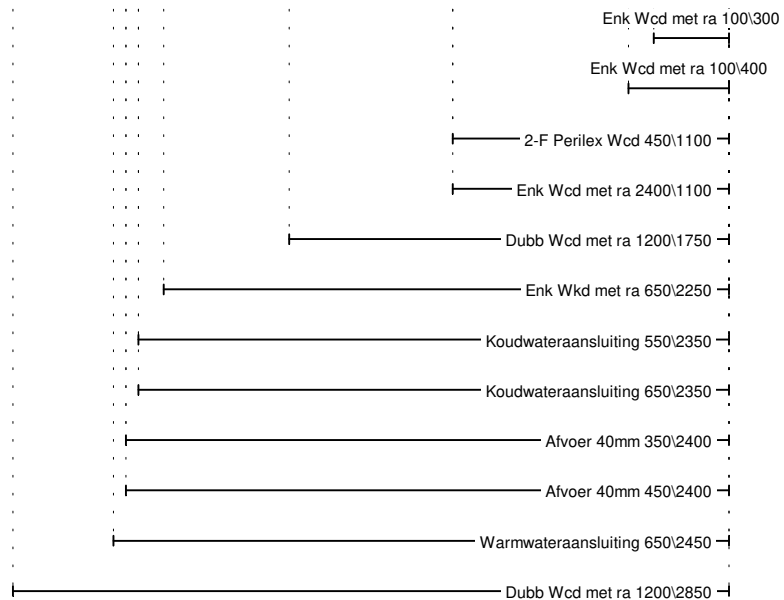 Enk Wcd met ra 100\300
Enk Wcd met ra 100\400
2-F Perilex Wcd 450\1100
Enk Wcd met ra 2400\1100
Dubb Wcd met ra 1200\1750
Enk Wkd met ra 650\2250
Koudwateraansluiting 550\2350
Koudwateraansluiting 650\2350
Afvoer 40mm 350\2400
Afvoer 40mm 450\2400
Warmwateraansluiting 650\2450
Dubb Wcd met ra 1200\2850